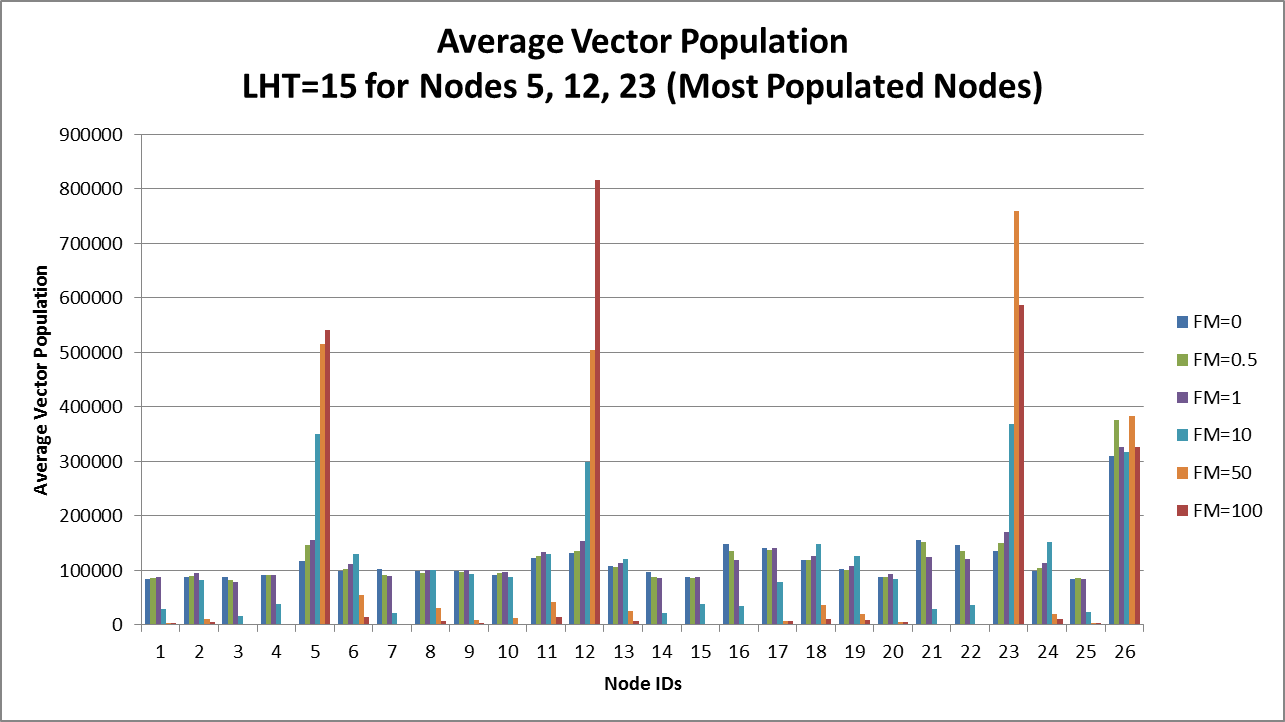 Average Vector Population
LHT=15 for Nodes 5, 12, 23 (Most Populated Nodes)
900000
800000
700000
600000
500000
400000
300000
200000
100000
0
Average Vector Population
1 2 3 4 5 6 7 8 9 10 11 12 13 14 15 16 17 18 19 20 21 22 23 24 25 26
Node IDs
FM=0
FM=0.5
FM=1
FM=10
FM=50
FM=100